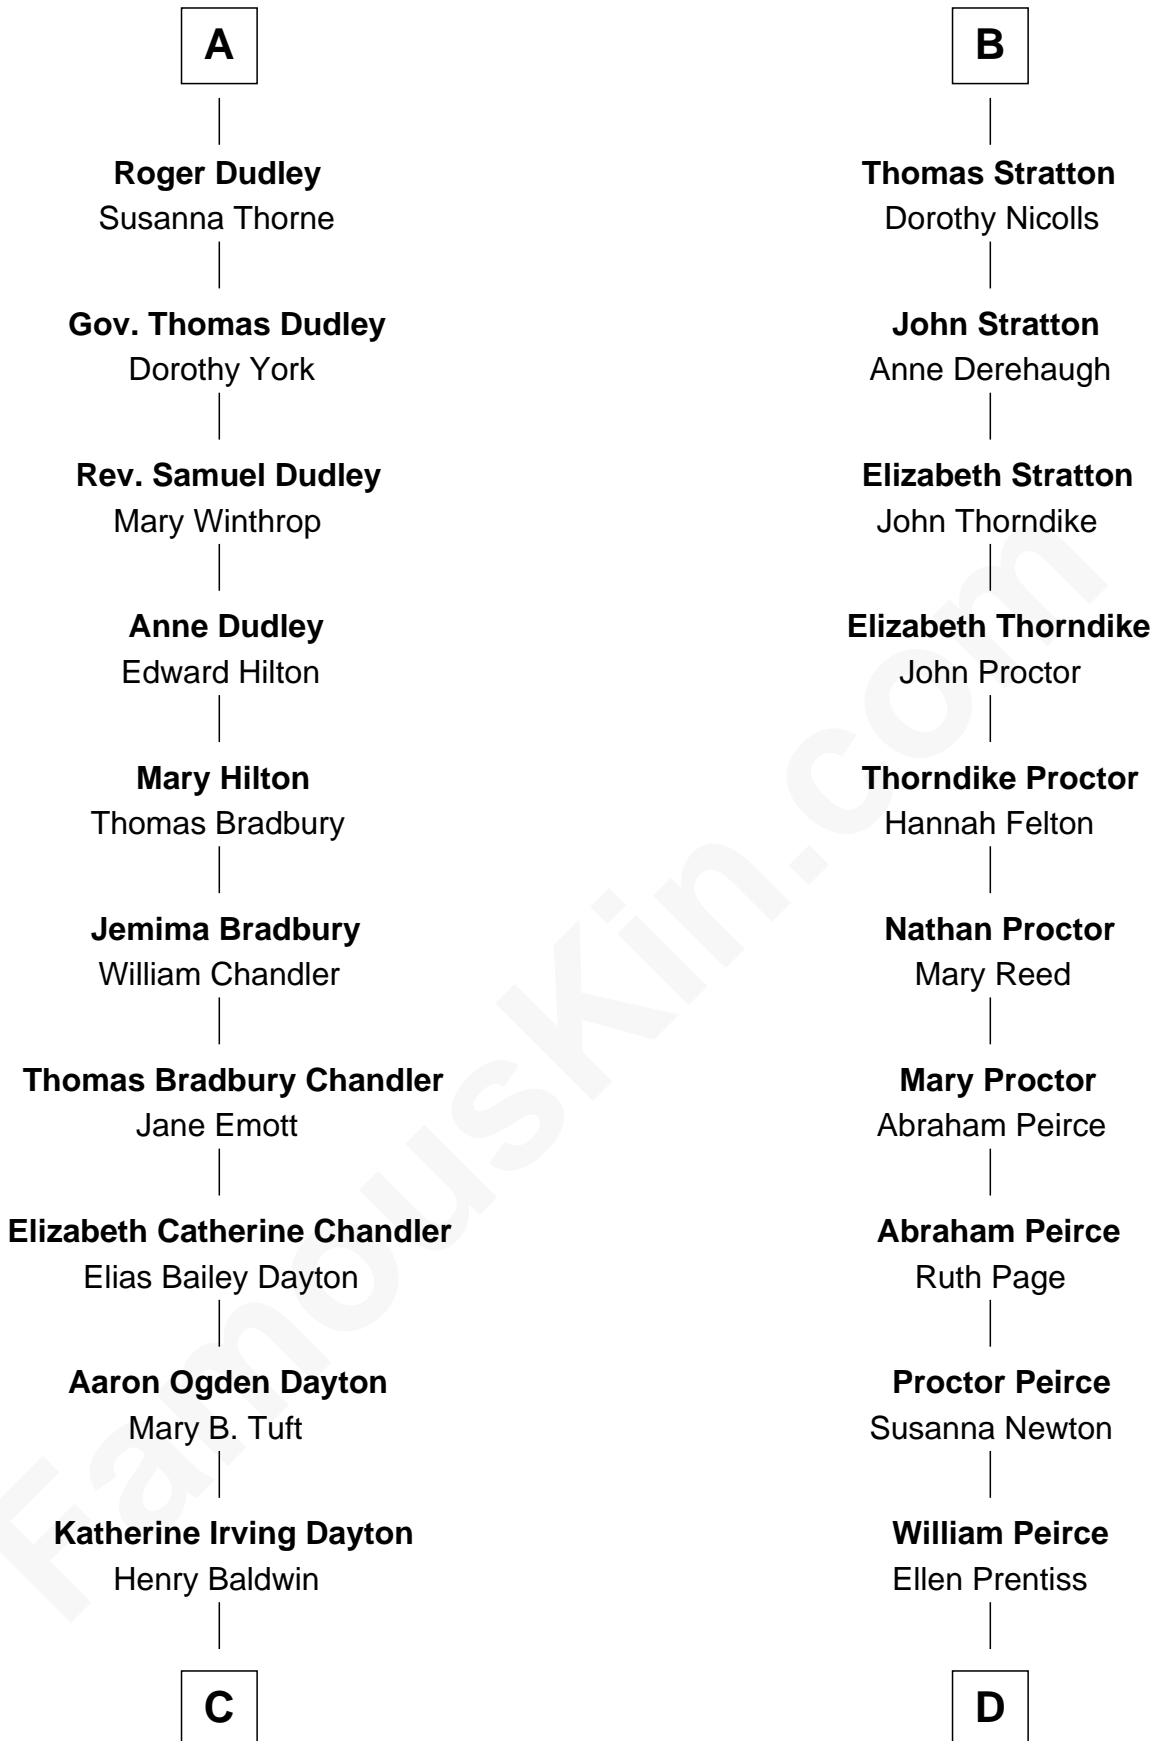 A
Roger Dudley
Susanna Thorne
Gov. Thomas Dudley
Dorothy York
Rev. Samuel Dudley
Mary Winthrop
Anne Dudley
Edward Hilton
Mary Hilton
Thomas Bradbury
Jemima Bradbury
William Chandler
Thomas Bradbury Chandler
Jane Emott
Elizabeth Catherine Chandler
Elias Bailey Dayton
Aaron Ogden Dayton
Mary B. Tuft
Katherine Irving Dayton
Henry Baldwin
C
B
Thomas Stratton
Dorothy Nicolls
John Stratton
Anne Derehaugh
Elizabeth Stratton
John Thorndike
Elizabeth Thorndike
John Proctor
Thorndike Proctor
Hannah Felton
Nathan Proctor
Mary Reed
Mary Proctor
Abraham Peirce
Abraham Peirce
Ruth Page
Proctor Peirce
Susanna Newton
William Peirce
Ellen Prentiss
D
FamousKin.com